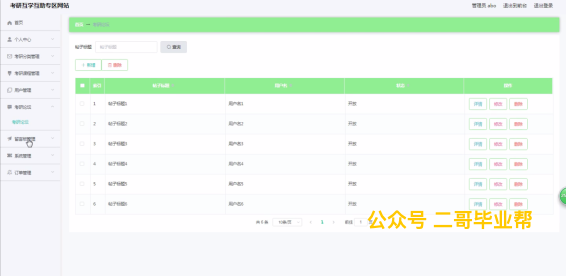 考研互学互助专区网站
管理员 abo 退出到前台 退出登录
首页
个人中心
考研分类管理
考研课程管理
用户管理
考研论坛
考研论坛
留言板管理
系统管理
订单管理
首页
考研论坛
帖子标题 帖子标题 查询
新增 删除
索引 帖子标题 用户名 状态 操作
1 帖子标题1 用户名1 开放 详情 修改 删除
2 帖子标题2 用户名2 开放 详情 修改 删除
3 帖子标题3 用户名3 开放 详情 修改 删除
4 帖子标题4 用户名4 开放 详情 修改 删除
5 帖子标题5 用户名5 开放 详情 修改 删除
6 帖子标题6 用户名6 开放 详情 修改 删除
共 6 条 10条/页 1 前往 1
公众号 二哥毕业帮